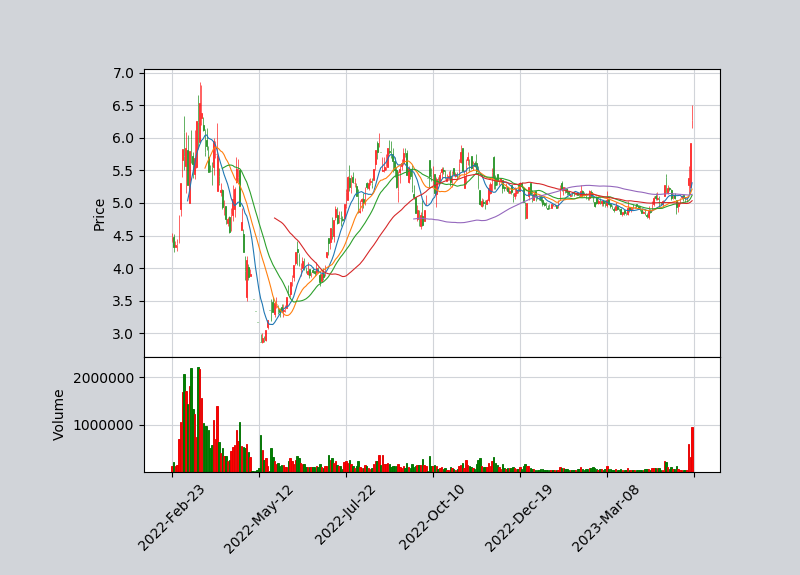 7.0
6.5
6.0
5.5
5.0
4.5
4.0
3.5
3.0
Price
2000000
1000000
Volume
2022-Feb-23
2022-May-12
2022-Jul-22
2022-Oct-10
2022-Dec-19
2023-Mar-08